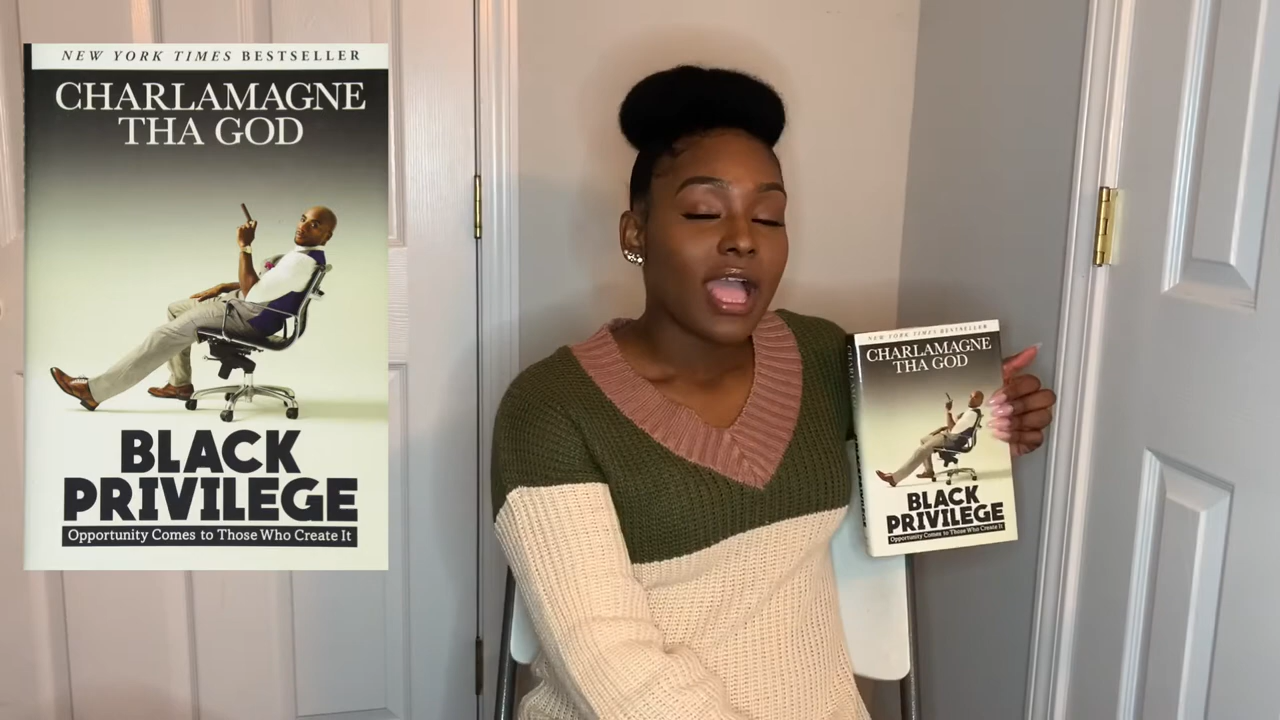 NEW YORK TIMES BESTSELLER
CHARLAMAGNE
THA GOD
BLACK
PRIVILEGE
Opportunity Comes to Those Who Create It
NEW YORK TIMES BESTSELLER
CHARLAMAGNE
THA GOD
BLACK
PRIVILEGE
Opportunity Comes to Those Who Create It